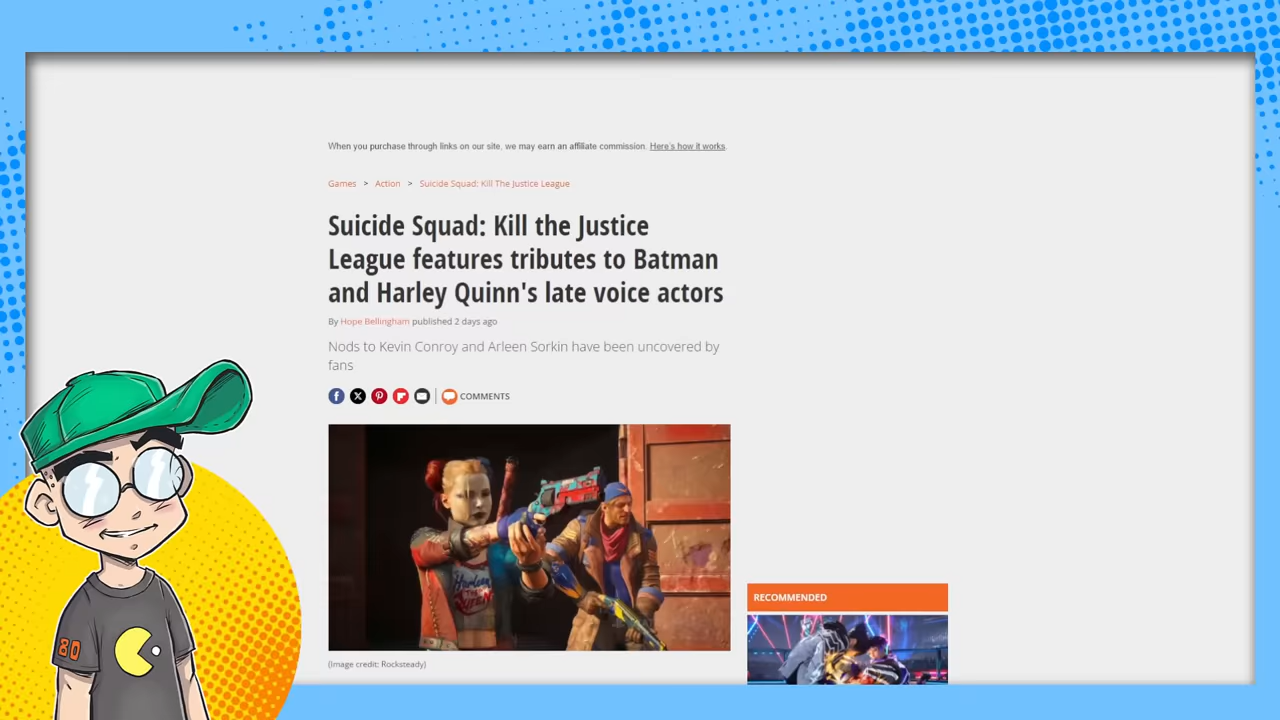 When you purchase through links on our site, we may earn an affiliate commission. Here's how it works.
Games > Action > Suicide Squad: Kill The Justice League
Suicide Squad: Kill the Justice
League features tributes to Batman
and Harley Quinn's late voice actors
By Hope Bellingham published 2 days ago
Nods to Kevin Conroy and Arleen Sorkin have been uncovered by
fans
COMMENTS
(Image credit: Rocksteady)
RECOMMENDED
80